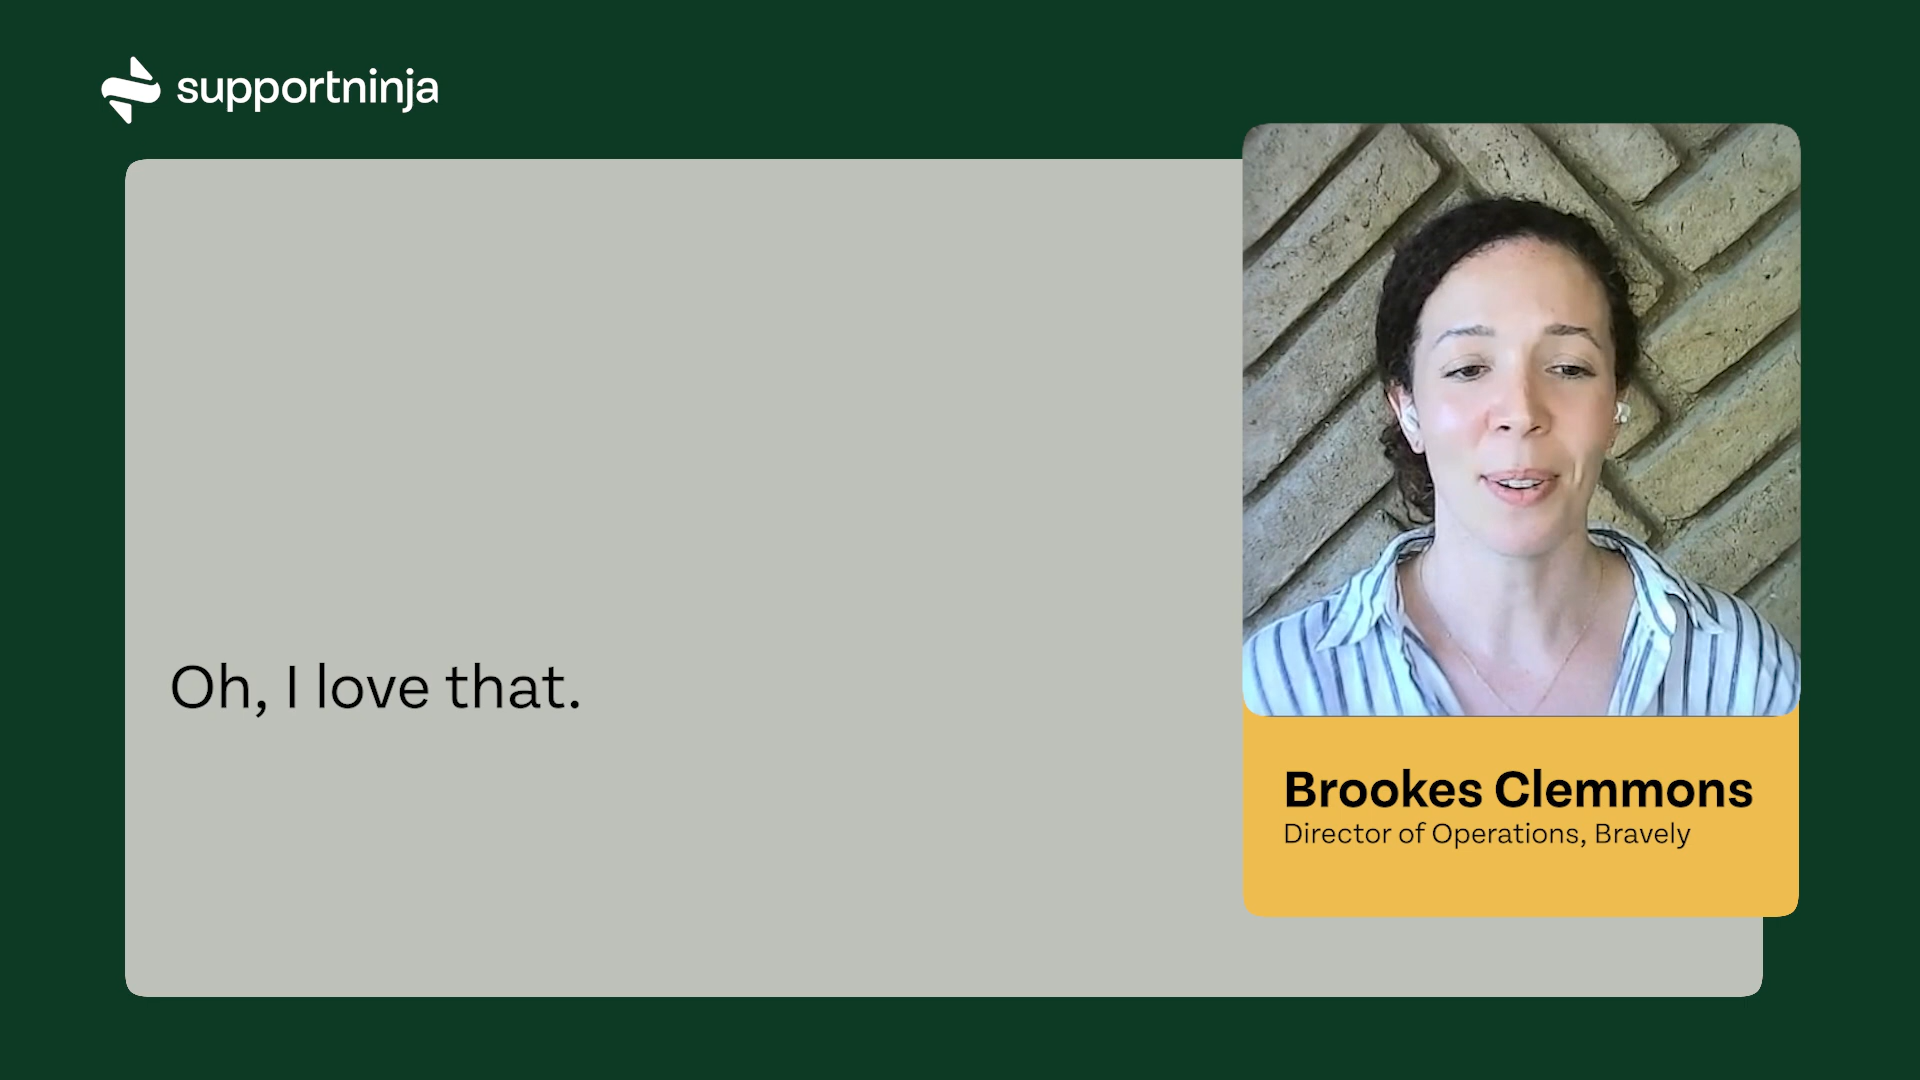 supportninja
Oh, I love that.
Brookes Clemmons
Director of Operations, Bravely